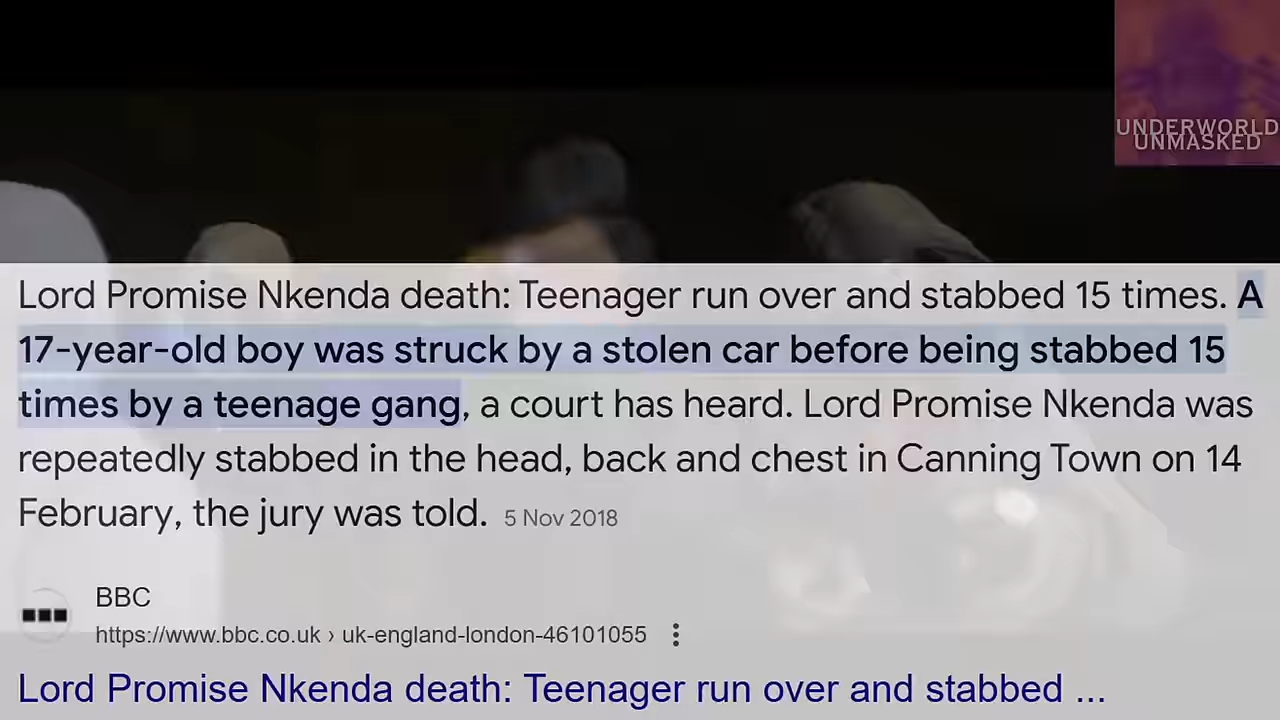 UNDERWORLD
UNMASKED
Lord Promise Nkenda death: Teenager run over and stabbed 15 times. A
17-year-old boy was struck by a stolen car before being stabbed 15
times by a teenage gang, a court has heard. Lord Promise Nkenda was
repeatedly stabbed in the head, back and chest in Canning Town on 14
February, the jury was told. 5 Nov 2018
BBC
https://www.bbc.co.uk › uk-england-london-46101055
Lord Promise Nkenda death: Teenager run over and stabbed ...